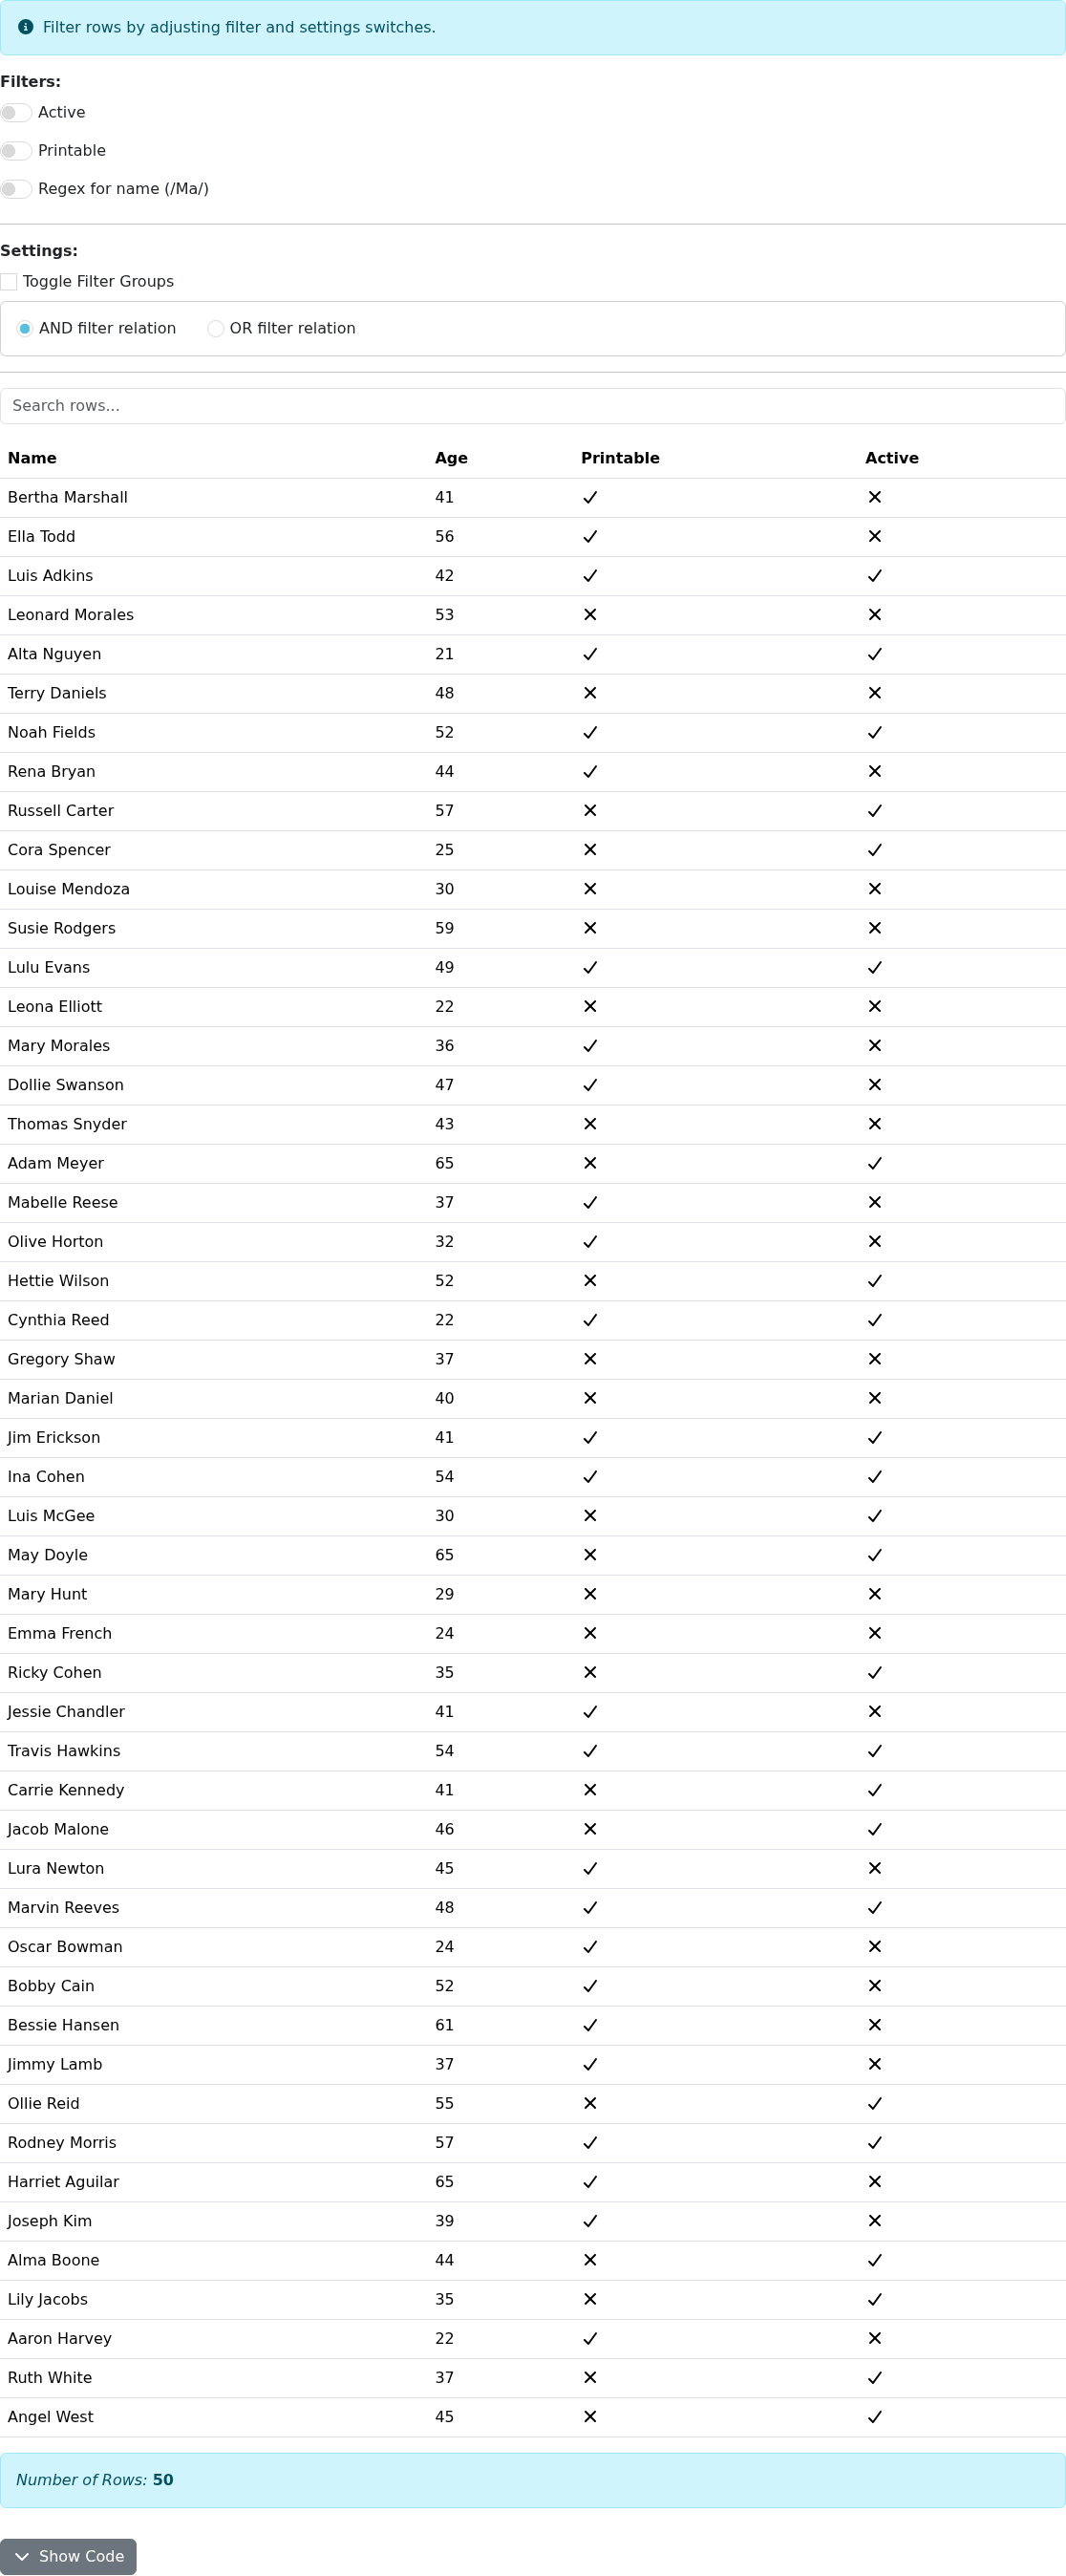 Filter rows by adjusting filter and settings switches.
Filters:
Active
Printable
Regex for name (/Ma/)
Settings:
Toggle Filter Groups
AND filter relation OR filter relation
Search rows...
Name Age Printable Active
Bertha Marshall 41 ✓ ✕
Ella Todd 56 ✓ ✕
Luis Adkins 42 ✓ ✓
Leonard Morales 53 ✕ ✕
Alta Nguyen 21 ✓ ✓
Terry Daniels 48 ✕ ✕
Noah Fields 52 ✓ ✓
Rena Bryan 44 ✓ ✕
Russell Carter 57 ✕ ✓
Cora Spencer 25 ✕ ✓
Louise Mendoza 30 ✕ ✕
Susie Rodgers 59 ✕ ✕
Lulu Evans 49 ✓ ✓
Leona Elliott 22 ✕ ✕
Mary Morales 36 ✓ ✕
Dollie Swanson 47 ✓ ✕
Thomas Snyder 43 ✕ ✕
Adam Meyer 65 ✕ ✓
Mabelle Reese 37 ✓ ✕
Olive Horton 32 ✓ ✕
Hettie Wilson 52 ✕ ✓
Cynthia Reed 22 ✓ ✓
Gregory Shaw 37 ✕ ✕
Marian Daniel 40 ✕ ✕
Jim Erickson 41 ✓ ✓
Ina Cohen 54 ✓ ✓
Luis McGee 30 ✕ ✓
May Doyle 65 ✕ ✓
Mary Hunt 29 ✕ ✕
Emma French 24 ✕ ✕
Ricky Cohen 35 ✕ ✓
Jessie Chandler 41 ✓ ✕
Travis Hawkins 54 ✓ ✓
Carrie Kennedy 41 ✕ ✓
Jacob Malone 46 ✕ ✓
Lura Newton 45 ✓ ✕
Marvin Reeves 48 ✓ ✓
Oscar Bowman 24 ✓ ✕
Bobby Cain 52 ✓ ✕
Bessie Hansen 61 ✓ ✕
Jimmy Lamb 37 ✓ ✕
Ollie Reid 55 ✕ ✓
Rodney Morris 57 ✓ ✓
Harriet Aguilar 65 ✓ ✕
Joseph Kim 39 ✓ ✕
Alma Boone 44 ✕ ✓
Lily Jacobs 35 ✕ ✓
Aaron Harvey 22 ✓ ✕
Ruth White 37 ✕ ✓
Angel West 45 ✕ ✓
Number of Rows: 50
Show Code